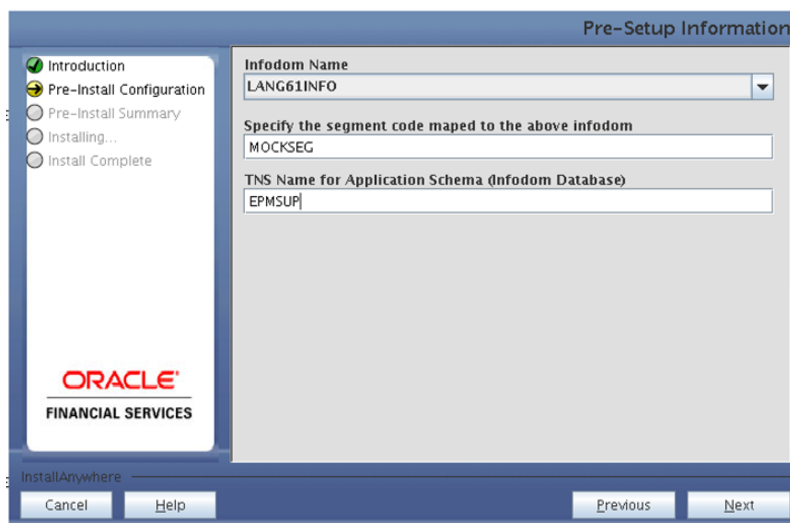 Pre-Setup Information
Introduction
Pre-Install Configuration
Pre-Install Summary
Installing...
Install Complete
ORACLE'
FINANCIAL SERVICES
Infodom Name
LANG61INFO
Specify the segment code maped to the above infodom
MOCKSEG
TNS Name for Application Schema (Infodom Database)
EPMSUP
InstallAnywhere
Cancel
Help
Previous
Next